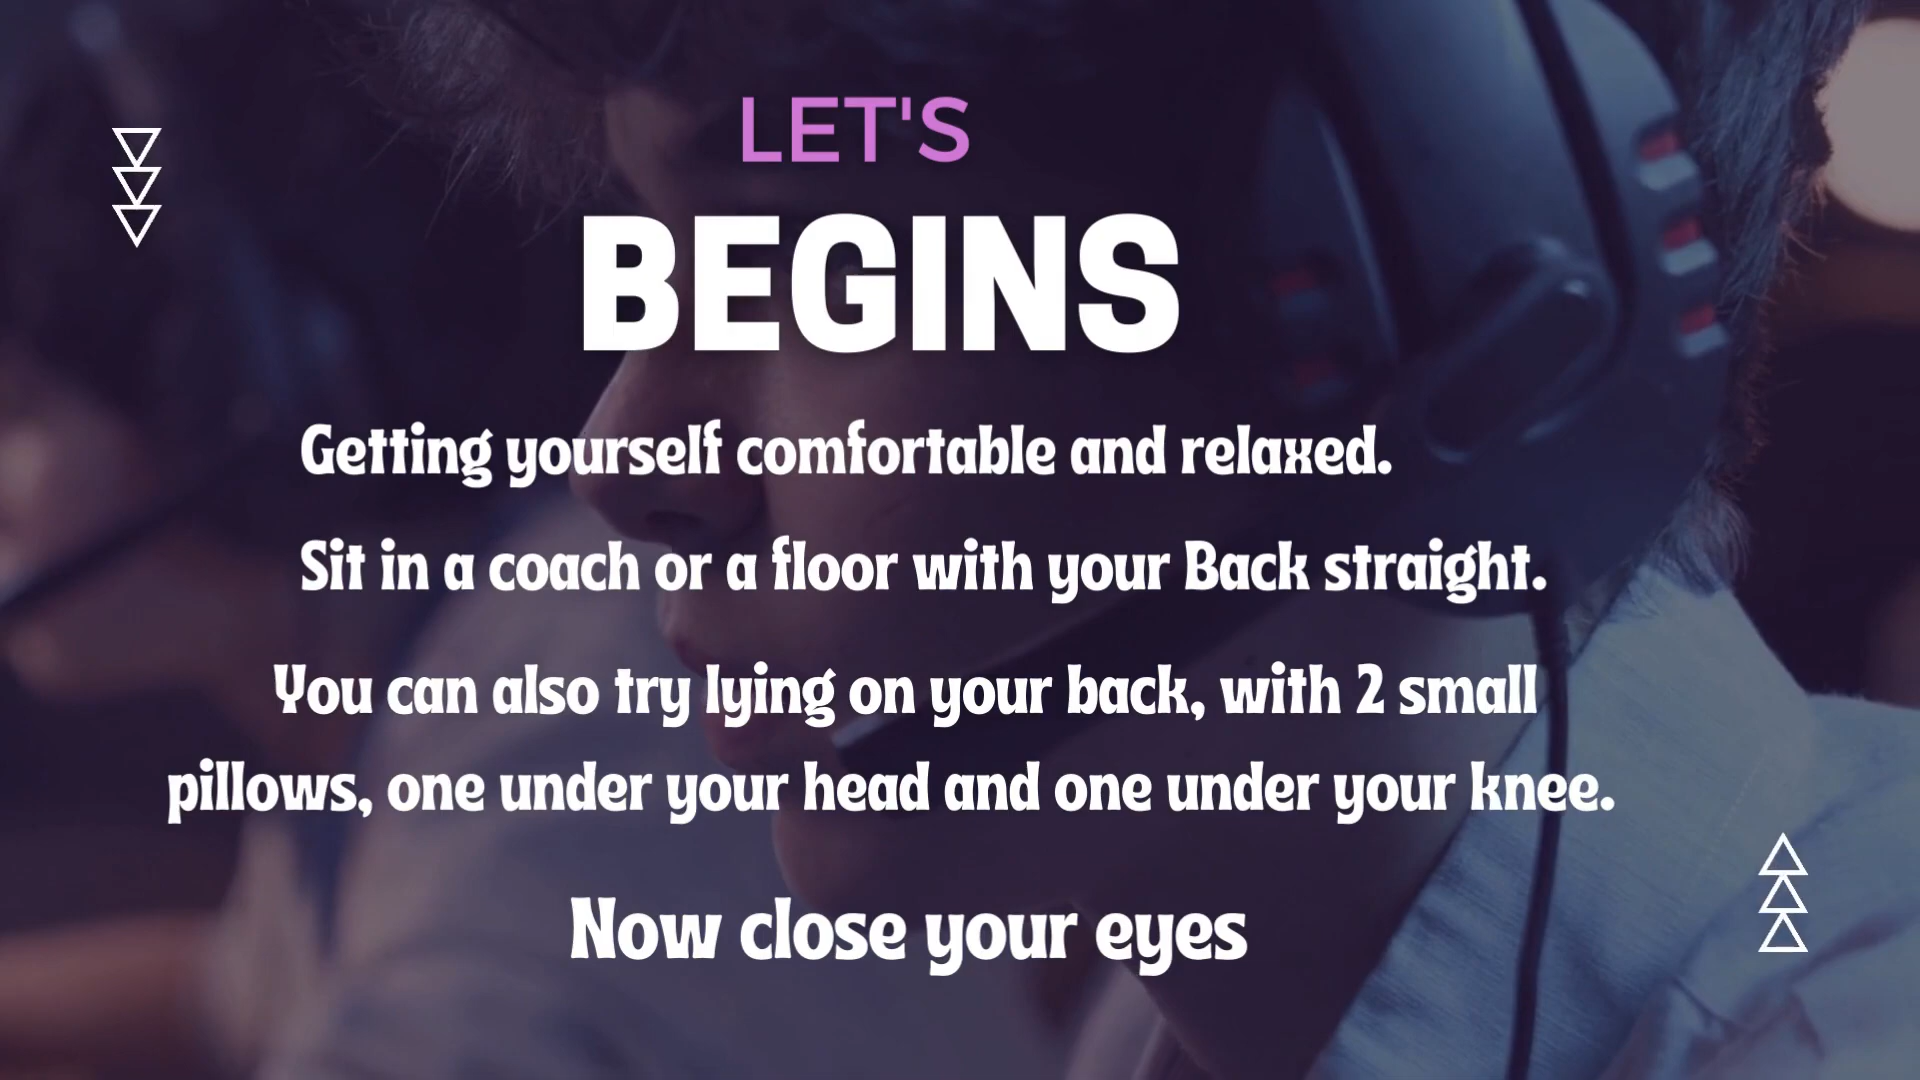 LET'S
BEGINS
Getting yourself comfortable and relaxed.
Sit in a coach or a floor with your Back straight.
You can also try lying on your back, with 2 small
pillows, one under your head and one under your knee.
Now close your eyes